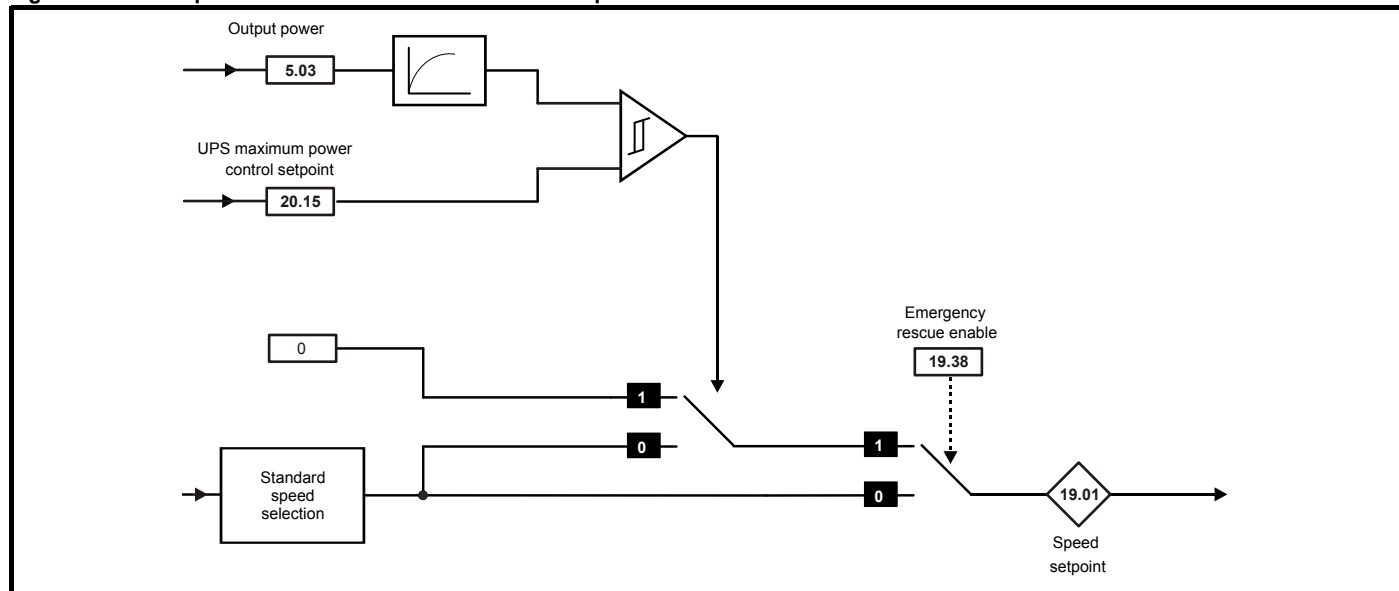 Output power
5.03
UPS maximum power
control setpoint
20.15
0
Emergency
rescue enable
19.38
1
0
1
0
Standard
speed
selection
19.01
Speed
setpoint